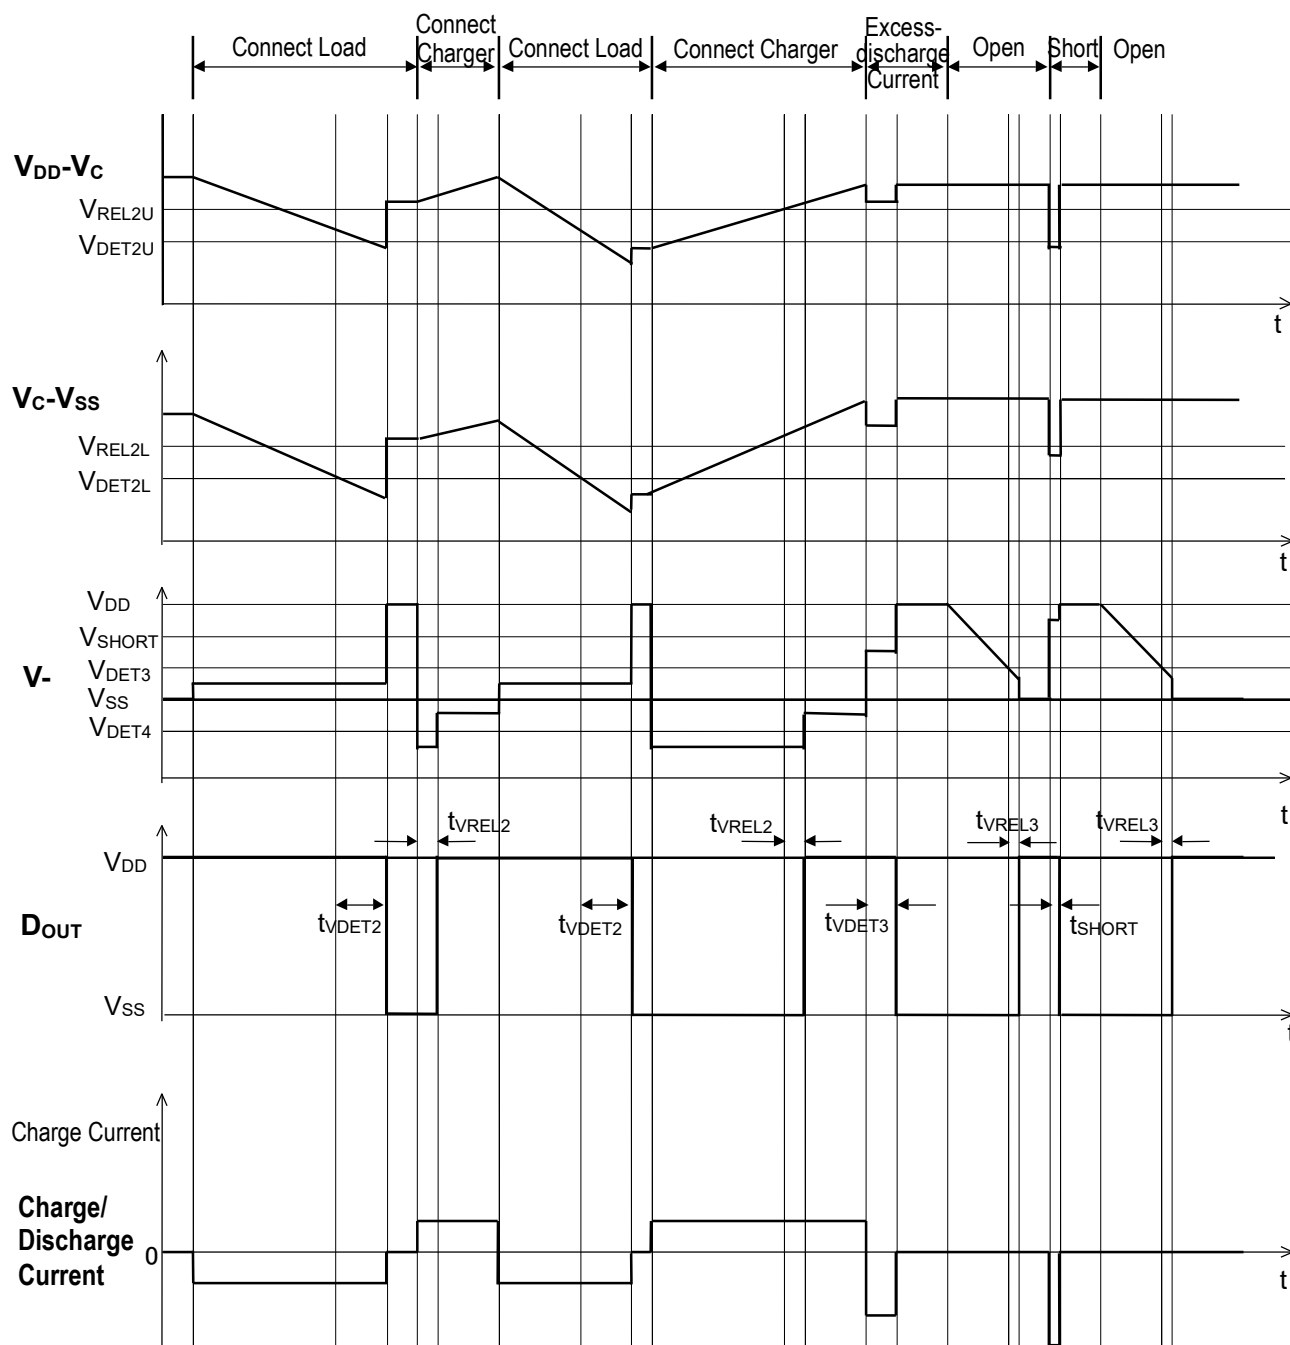 Connect Load
Connect
Charger
Connect Load
Connect Charger
Excess-
discharge
Current
Open
Short
Open
VDD-VC
VREL2U
VDET2U
t
VC-VSS
VREL2L
VDET2L
t
VDD
VSHORT
VDET3
V-
VSS
VDET4
t
tVREL2
tVREL2
tVREL3
tVREL3
VDD
DOUT
tVDET2
tVDET2
tVDET3
tSHORT
VSS
t
Charge Current
Charge/
Discharge
Current
0
t